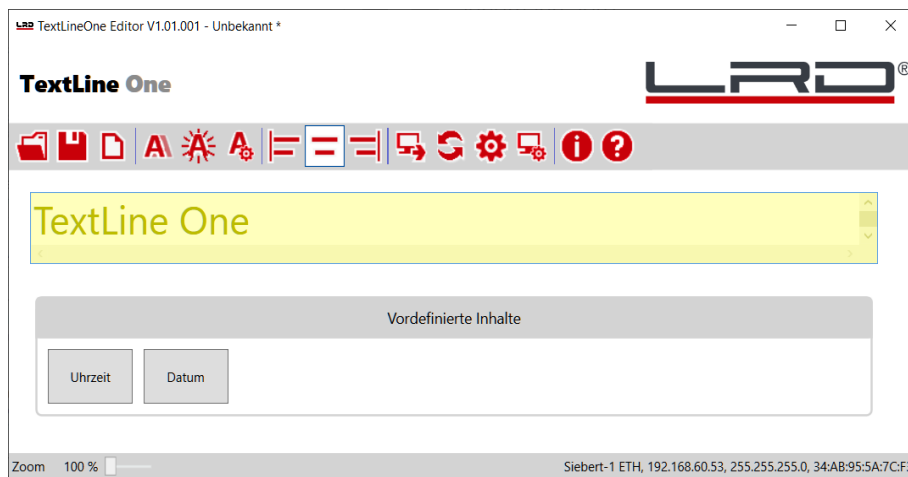 LRD TextLineOne Editor V1.01.001 - Unbekannt *
TextLine One
LRD®
TextLine One
Vordefinierte Inhalte
Uhrzeit Datum
Zoom 100 % Siebert-1 ETH, 192.168.60.53, 255.255.255.0, 34:AB:95:5A:7C:F